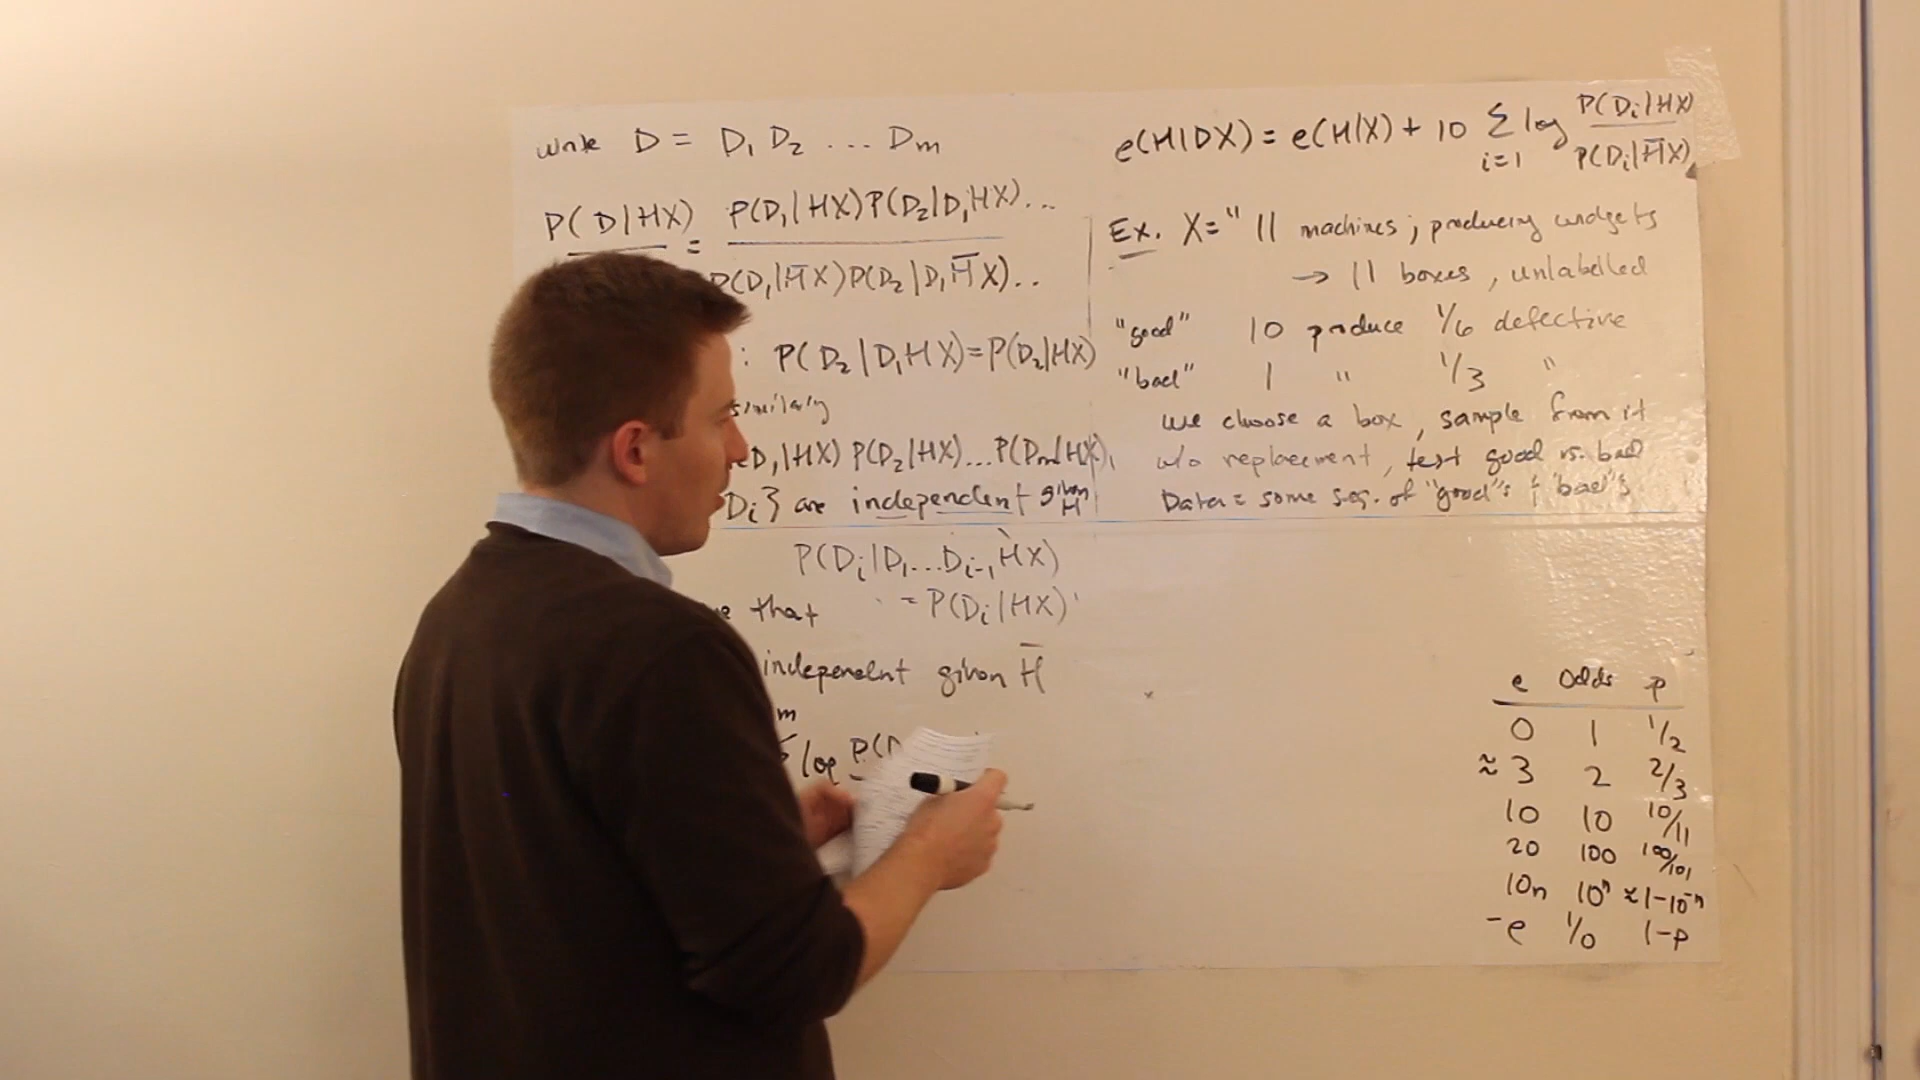 write D = D₁ D₂ ... Dₘ
P(D|HX) = P(D₁|HX)P(D₂|D₁HX)...
P(D₁|H̅X)P(D₂|D₁H̅X)..
: P(D₂|D₁HX)=P(D₂|HX)
similarly
D₁|HX) P(D₂|HX)...P(Dₘ|HX),
Dᵢ} are independent given H
P(Dᵢ|D₁...Dᵢ₋₁HX)
that = P(Dᵢ|HX)
independent given H̅
m
log P(D
e(H|DX) = e(H|X) + 10 Σ log P(Dᵢ|HX)
i=1 P(Dᵢ|H̅X)
Ex. X= " 11 machines ; producing widgets
→ 11 boxes , unlabelled
"good" 10 produce 1/6 defective
"bad" 1 " 1/3 "
we choose a box, sample from it
w/o replacement, test good vs. bad
Data = some seq. of "good"s & "bad"s
e Odds p
0 1 1/2
≈ 3 2 2/3
10 10 10/11
20 100 100/101
10n 10ⁿ ≈1-10⁻ⁿ
-e 1/o 1-p